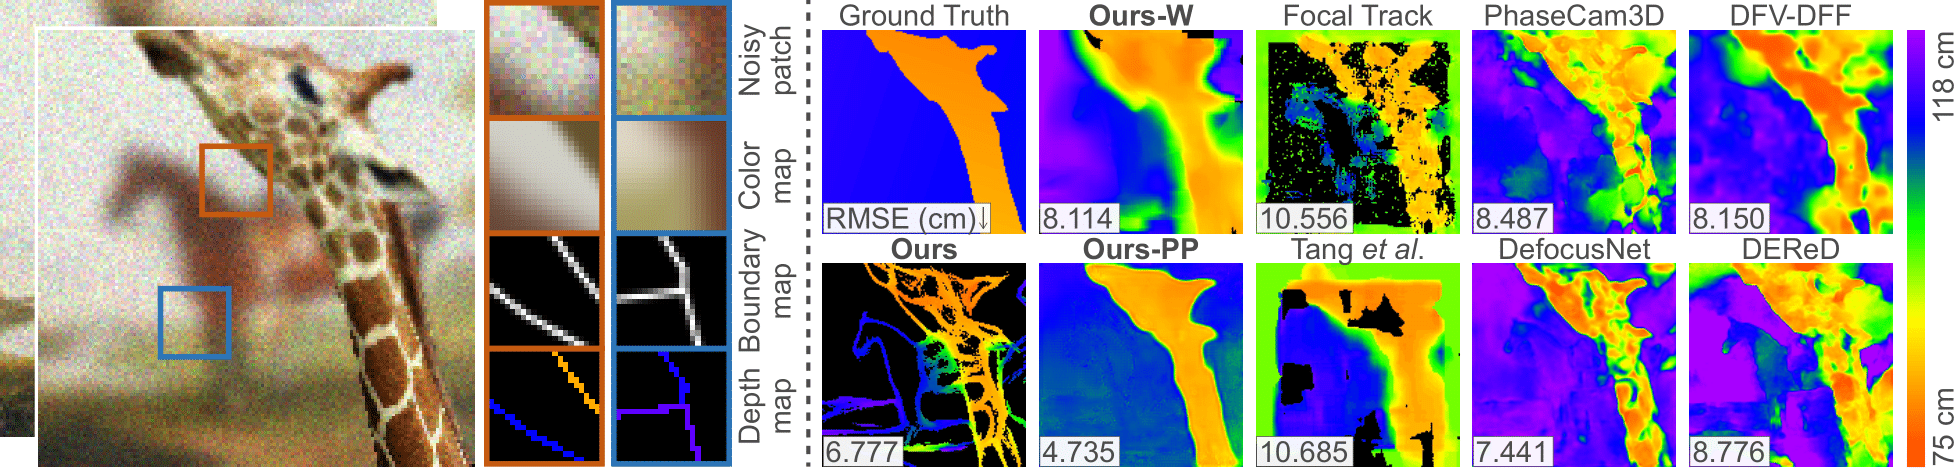 Noisy patch
Color map
Boundary map
Depth map
Ground Truth
Ours-W
Focal Track
PhaseCam3D
DFV-DFF
RMSE (cm)↓
8.114
10.556
8.487
8.150
Ours
Ours-PP
Tang et al.
DefocusNet
DEReD
6.777
4.735
10.685
7.441
8.776
118 cm
75 cm